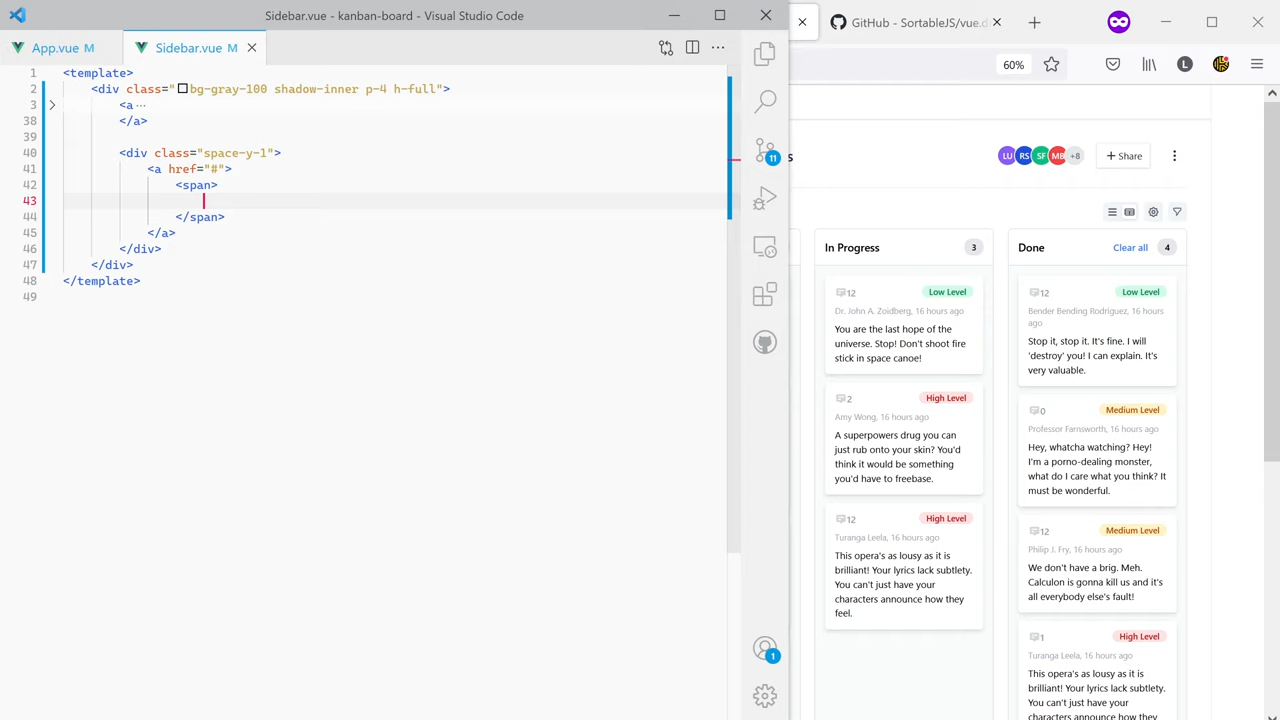 Sidebar.vue - kanban-board - Visual Studio Code
App.vue M
Sidebar.vue M
1 <template>
2 <div class="bg-gray-100 shadow-inner p-4 h-full">
3 <a ···
38 </a>
39
40 <div class="space-y-1">
41 <a href="#">
42 <span>
43
44 </span>
45 </a>
46 </div>
47 </div>
48 </template>
49
11
1
GitHub - SortableJS/vue.d
60%
L
s
LU RS SF MB +8
Share
In Progress 3
12 Low Level
Dr. John A. Zoidberg, 16 hours ago
You are the last hope of the
universe. Stop! Don't shoot fire
stick in space canoe!
2 High Level
Amy Wong, 16 hours ago
A superpowers drug you can
just rub onto your skin? You'd
think it would be something
you'd have to freebase.
12 High Level
Turanga Leela, 16 hours ago
This opera's as lousy as it is
brilliant! Your lyrics lack subtlety.
You can't just have your
characters announce how they
feel.
Done Clear all 4
12 Low Level
Bender Bending Rodriguez, 16 hours
ago
Stop it, stop it. It's fine. I will
'destroy' you! I can explain. It's
very valuable.
0 Medium Level
Professor Farnsworth, 16 hours ago
Hey, whatcha watching? Hey!
I'm a porno-dealing monster,
what do I care what you think? It
must be wonderful.
12 Medium Level
Philip J. Fry, 16 hours ago
We don't have a brig. Meh.
Calculon is gonna kill us and it's
all everybody else's fault!
1 High Level
Turanga Leela, 16 hours ago
This opera's as lousy as it is
brilliant! Your lyrics lack subtlety.
You can't just have your
characters announce how they